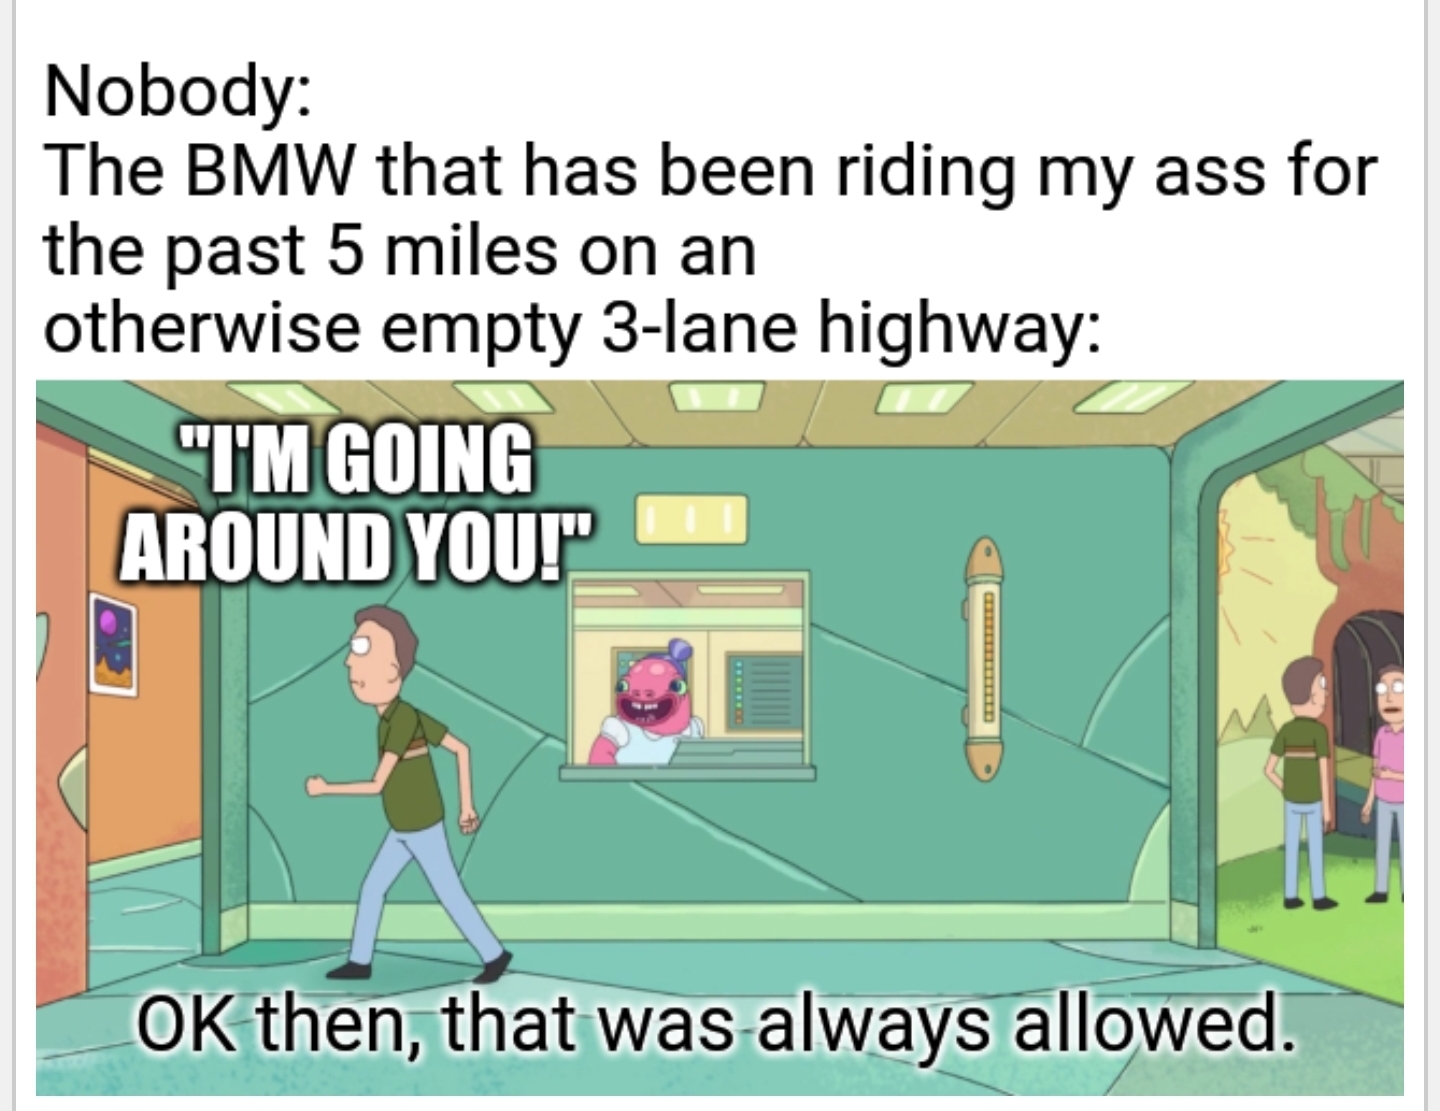 Nobody:
The BMW that has been riding my ass for
the past 5 miles on an
otherwise empty 3-lane highway:
"I'M GOING
AROUND YOU!"
OK then, that was always allowed.